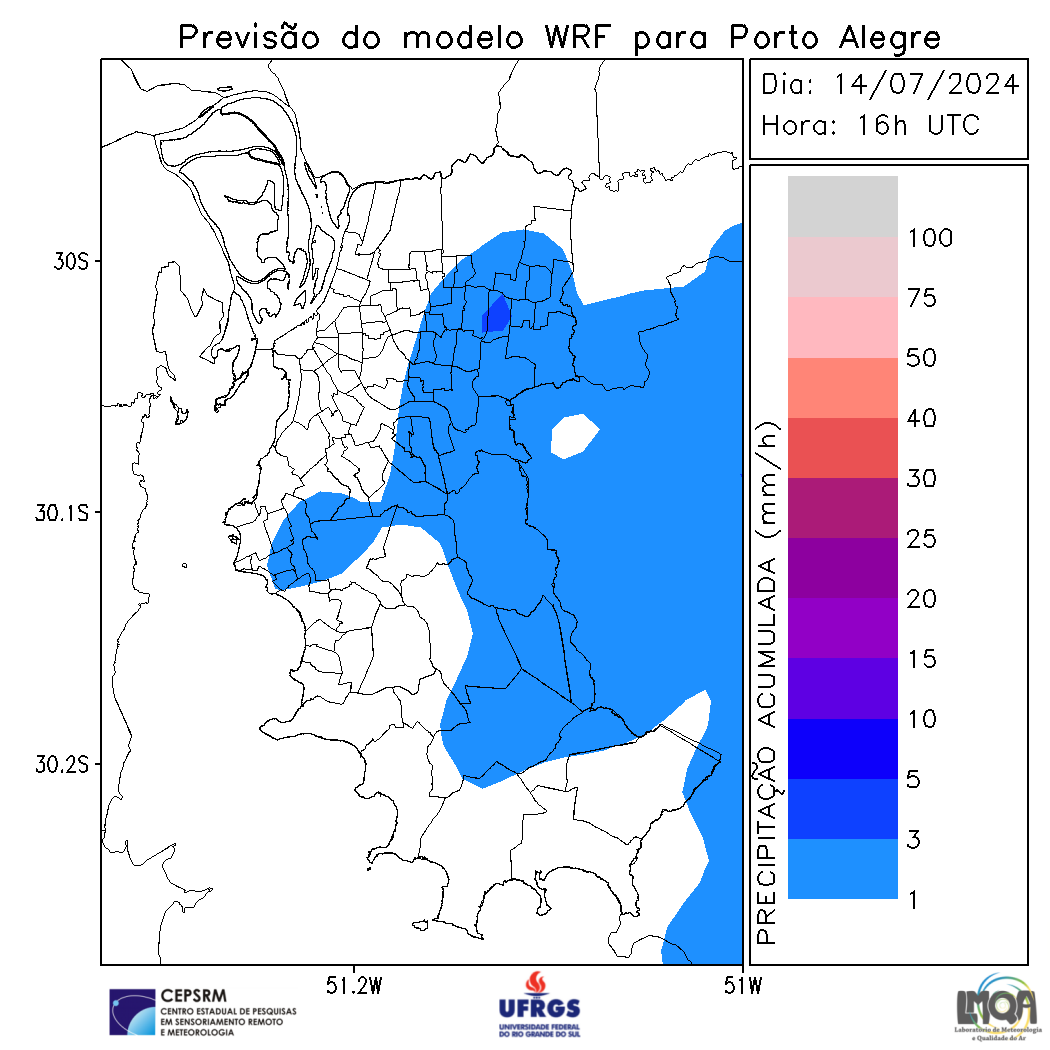 Previsão do modelo WRF para Porto Alegre
Dia: 14/07/2024
Hora: 16h UTC
30S
30.1S
30.2S
51.2W
51W
PRECIPITAÇÃO ACUMULADA (mm/h)
100
75
50
40
30
25
20
15
10
5
3
1
CEPSRM
CENTRO ESTADUAL DE PESQUISAS
EM SENSORIAMENTO REMOTO
E METEOROLOGIA
UFRGS
UNIVERSIDADE FEDERAL
DO RIO GRANDE DO SUL
LMQA
Laboratório de Meteorologia
e Qualidade do Ar